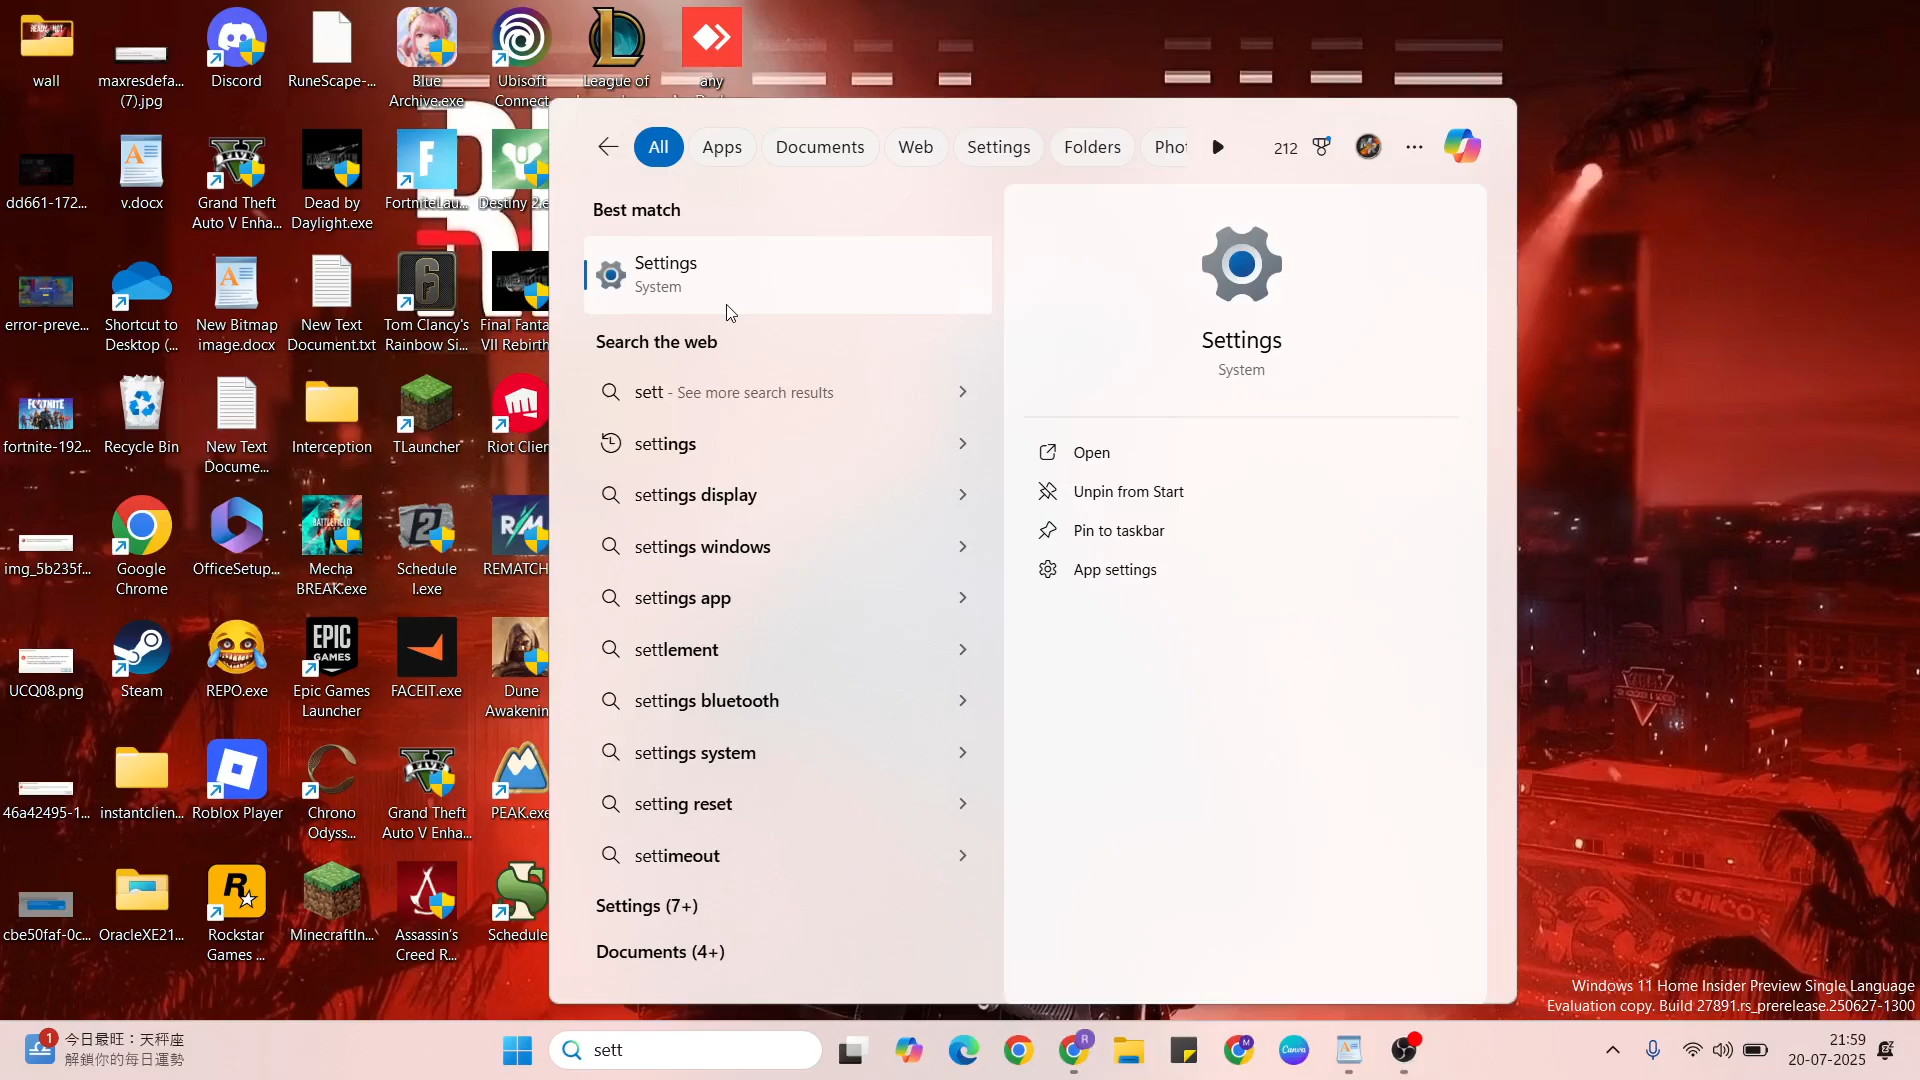 wall
maxresdefa...
(7).jpg
Discord
RuneScape-...
Blue
Archive.exe
Ubisoft
Connect
League of
any
dd661-172...
v.docx
Grand Theft
Auto V Enha...
Dead by
Daylight.exe
FortniteLau...
Destiny 2.e
error-preve...
Shortcut to
Desktop (...
New Bitmap
image.docx
New Text
Document.txt
Tom Clancy's
Rainbow Si...
Final Fanta
VII Rebirth
fortnite-192...
Recycle Bin
New Text
Docume...
Interception
TLauncher
Riot Clien
img_5b235f...
Google
Chrome
OfficeSetup...
Mecha
BREAK.exe
Schedule
I.exe
REMATCH
UCQ08.png
Steam
REPO.exe
Epic Games
Launcher
FACEIT.exe
Dune
Awakenin
46a42495-1...
instantclien...
Roblox Player
Chrono
Odyss...
Grand Theft
Auto V Enha...
PEAK.exe
cbe50faf-0c...
OracleXE21...
Rockstar
Games ...
MinecraftIn...
Assassin's
Creed R...
Schedule
All
Apps
Documents
Web
Settings
Folders
Phot
212
Best match
Settings
System
Search the web
sett - See more search results
settings
settings display
settings windows
settings app
settlement
settings bluetooth
settings system
setting reset
settimeout
Settings (7+)
Documents (4+)
Settings
System
Open
Unpin from Start
Pin to taskbar
App settings
Windows 11 Home Insider Preview Single Language
Evaluation copy. Build 27891.rs_prerelease.250627-1300
1
今日最旺：天秤座
解鎖你的每日運勢
sett
21:59
20-07-2025